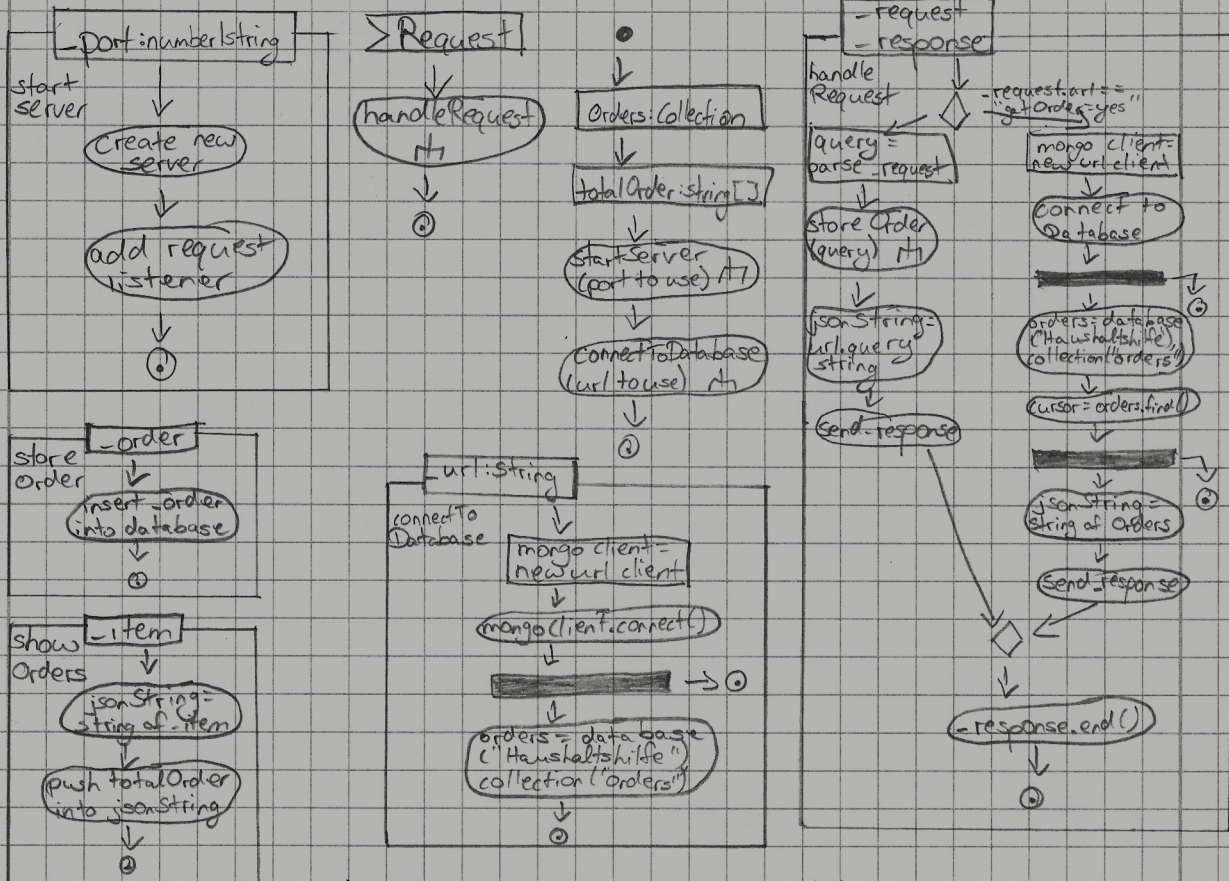 _port:number|string
start
server
create new
server
add request
listener
Request
handleRequest
Orders:Collection
totalOrder:string[]
startServer
(port to use)
connectToDatabase
(url to use)
_request
_response
handle
Request
_request.url==
"getOrder=yes"
query=
parse_request
store Order
(query)
jsonString=
url.query
string
send_response
mongo client=
new url client
connect to
Database
orders:database
("Haushaltshilfe")
collection("orders")
cursor=orders.find()
jsonString=
string of Orders
send_response
_response.end()
_order
store
Order
insert_order
into database
_item
show
Orders
jsonString=
string of _item
push totalOrder
into jsonString
_url:string
connectTo
Database
mongo client=
new url client
mongoClient.connect()
orders = database
("Haushaltshilfe")
collection("Orders")